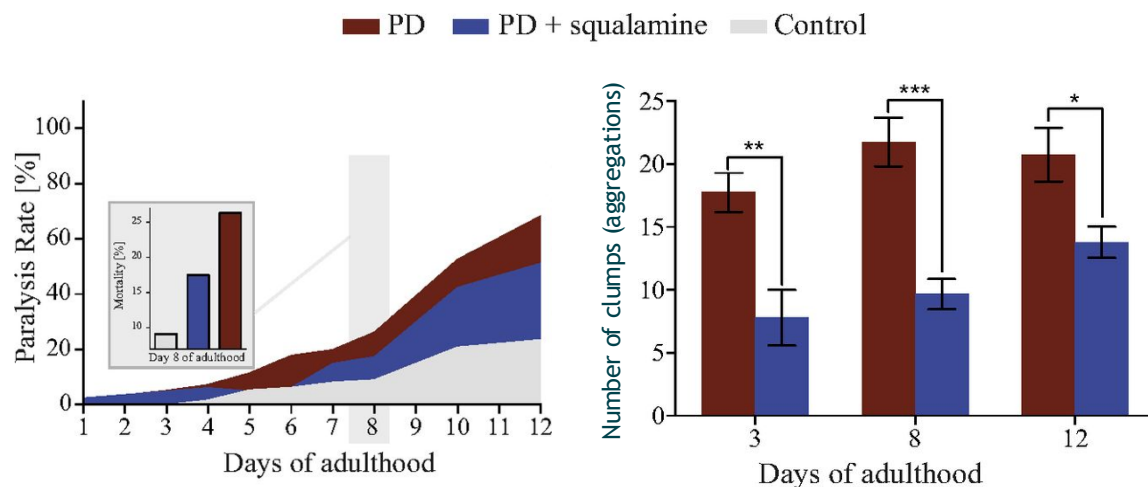 PD PD + squalamine Control
Paralysis Rate [%]
100
80
60
40
20
0
1 2 3 4 5 6 7 8 9 10 11 12
Days of adulthood
Mortality [%]
25
20
15
10
Day 8 of adulthood
Number of clumps (aggregations)
25
20
15
10
5
0
** *** *
3 8 12
Days of adulthood